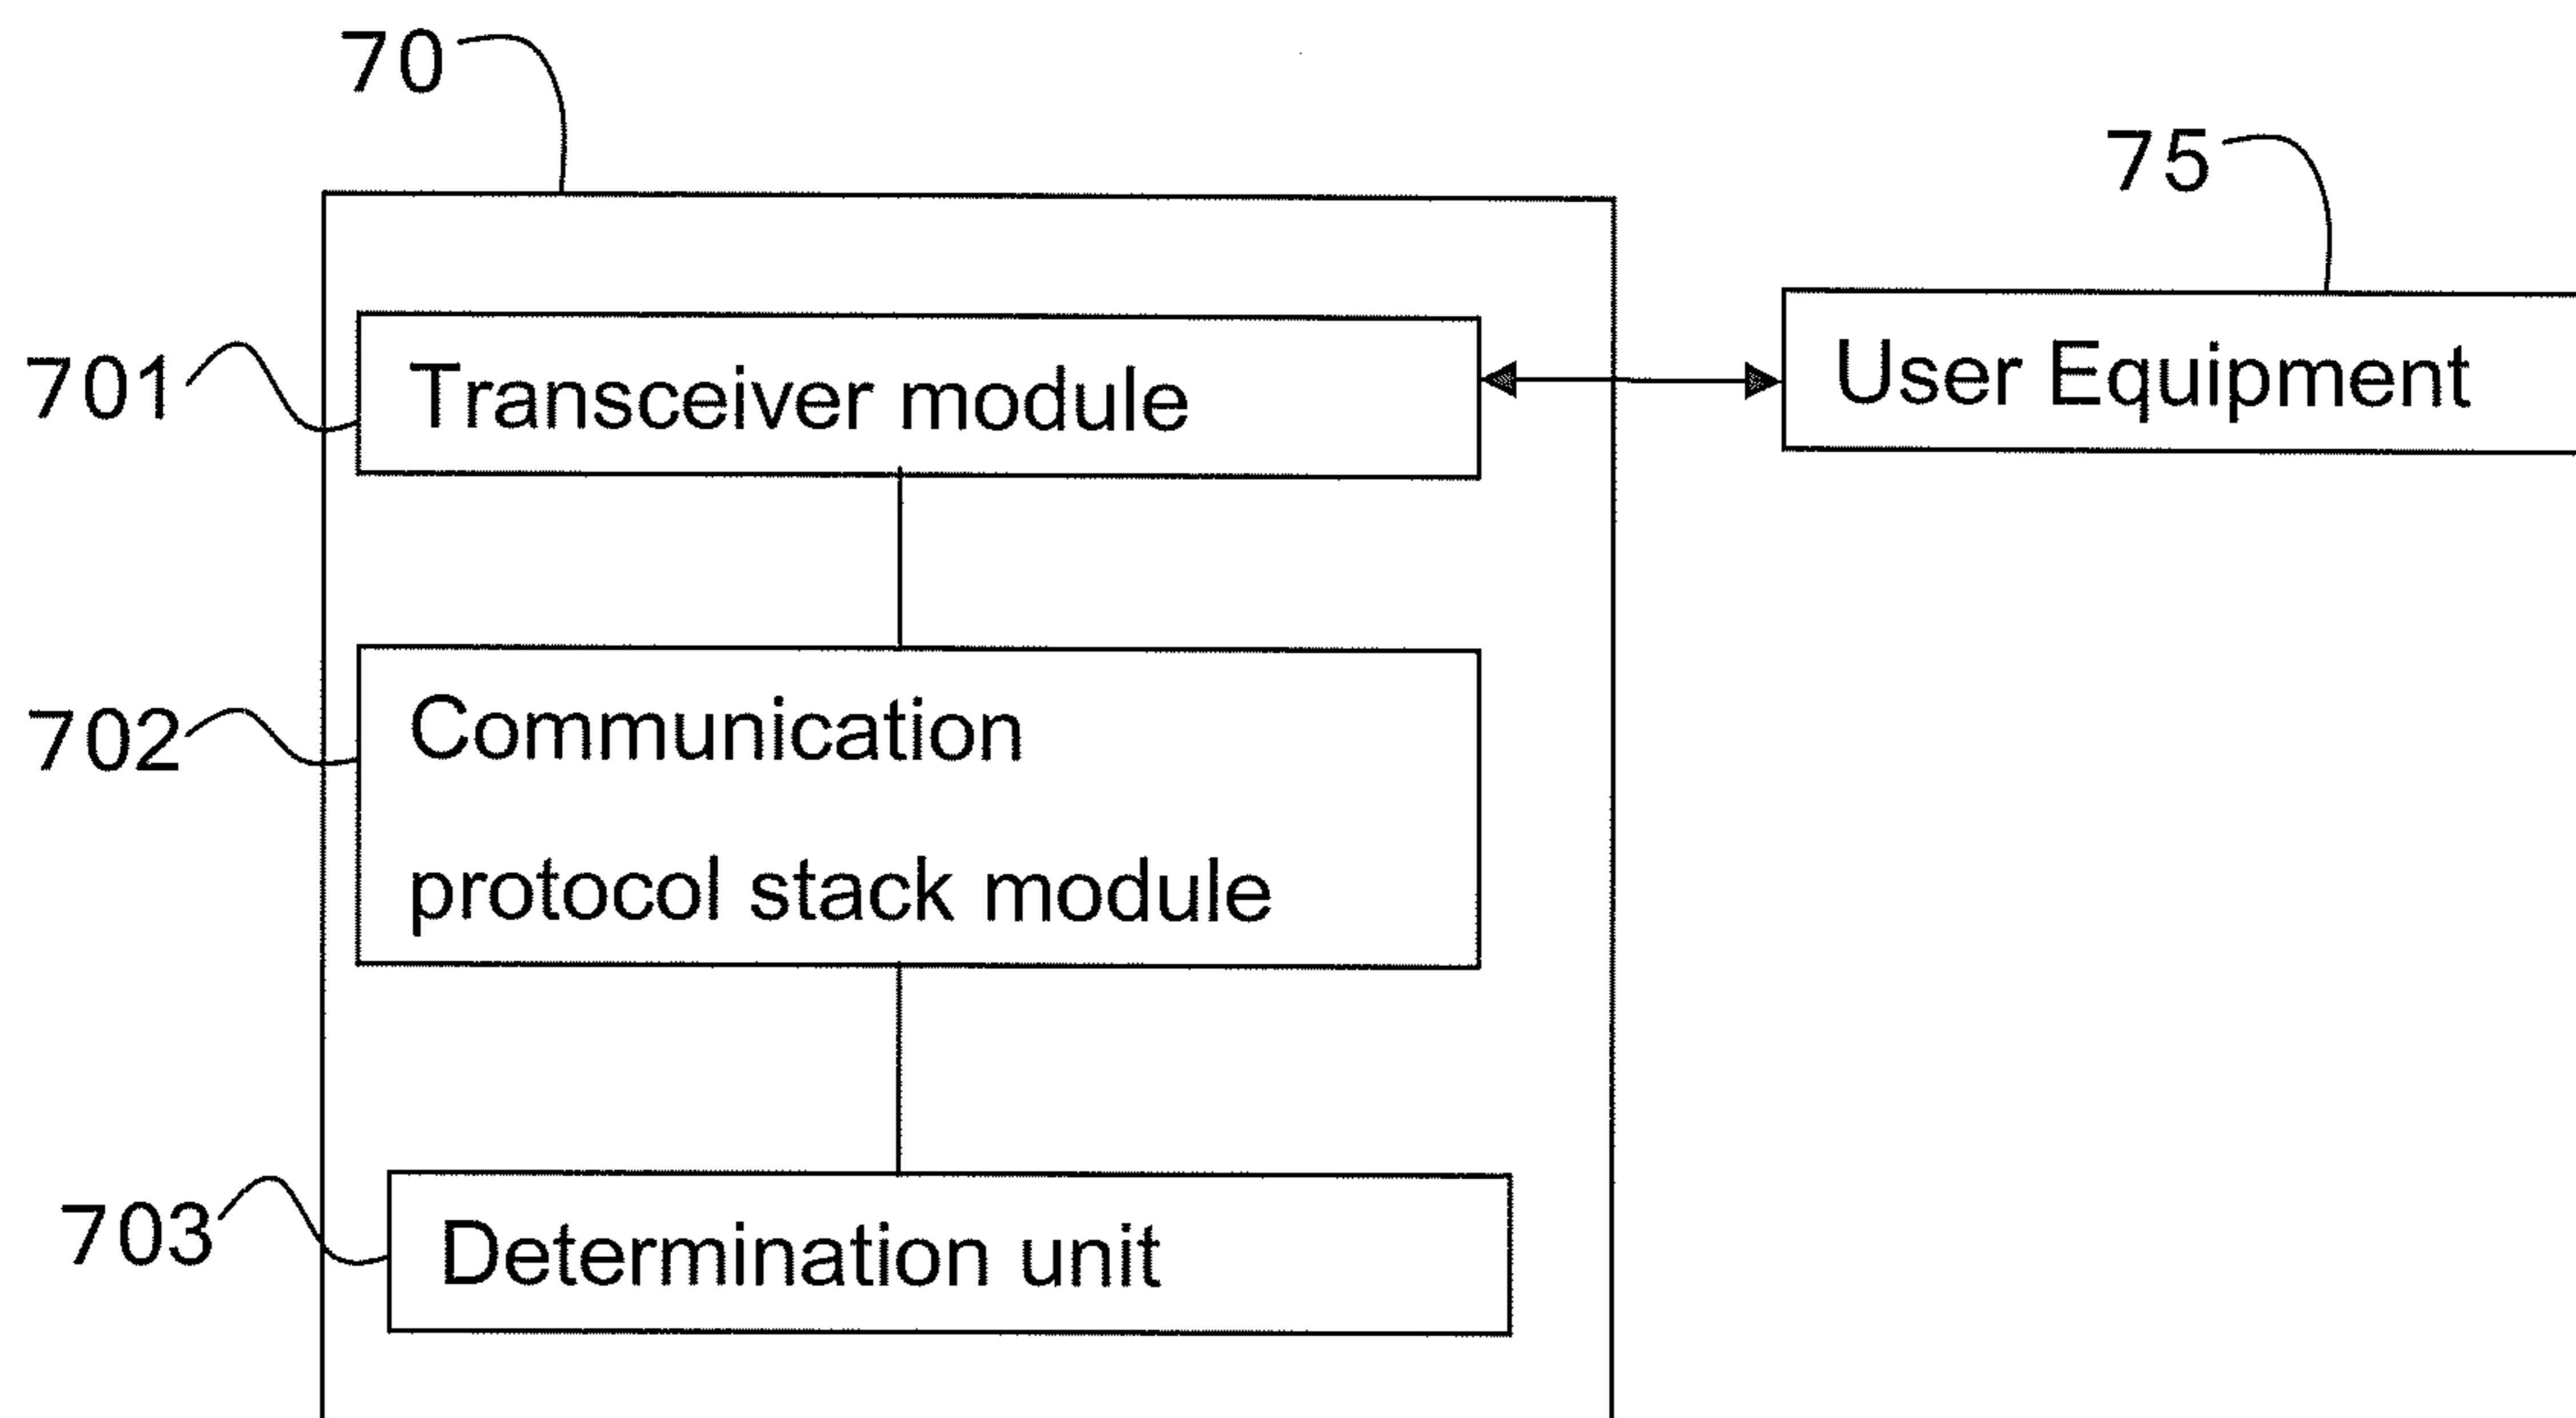 70
75
701
Transceiver module
User Equipment
702
Communication
protocol stack module
703
Determination unit